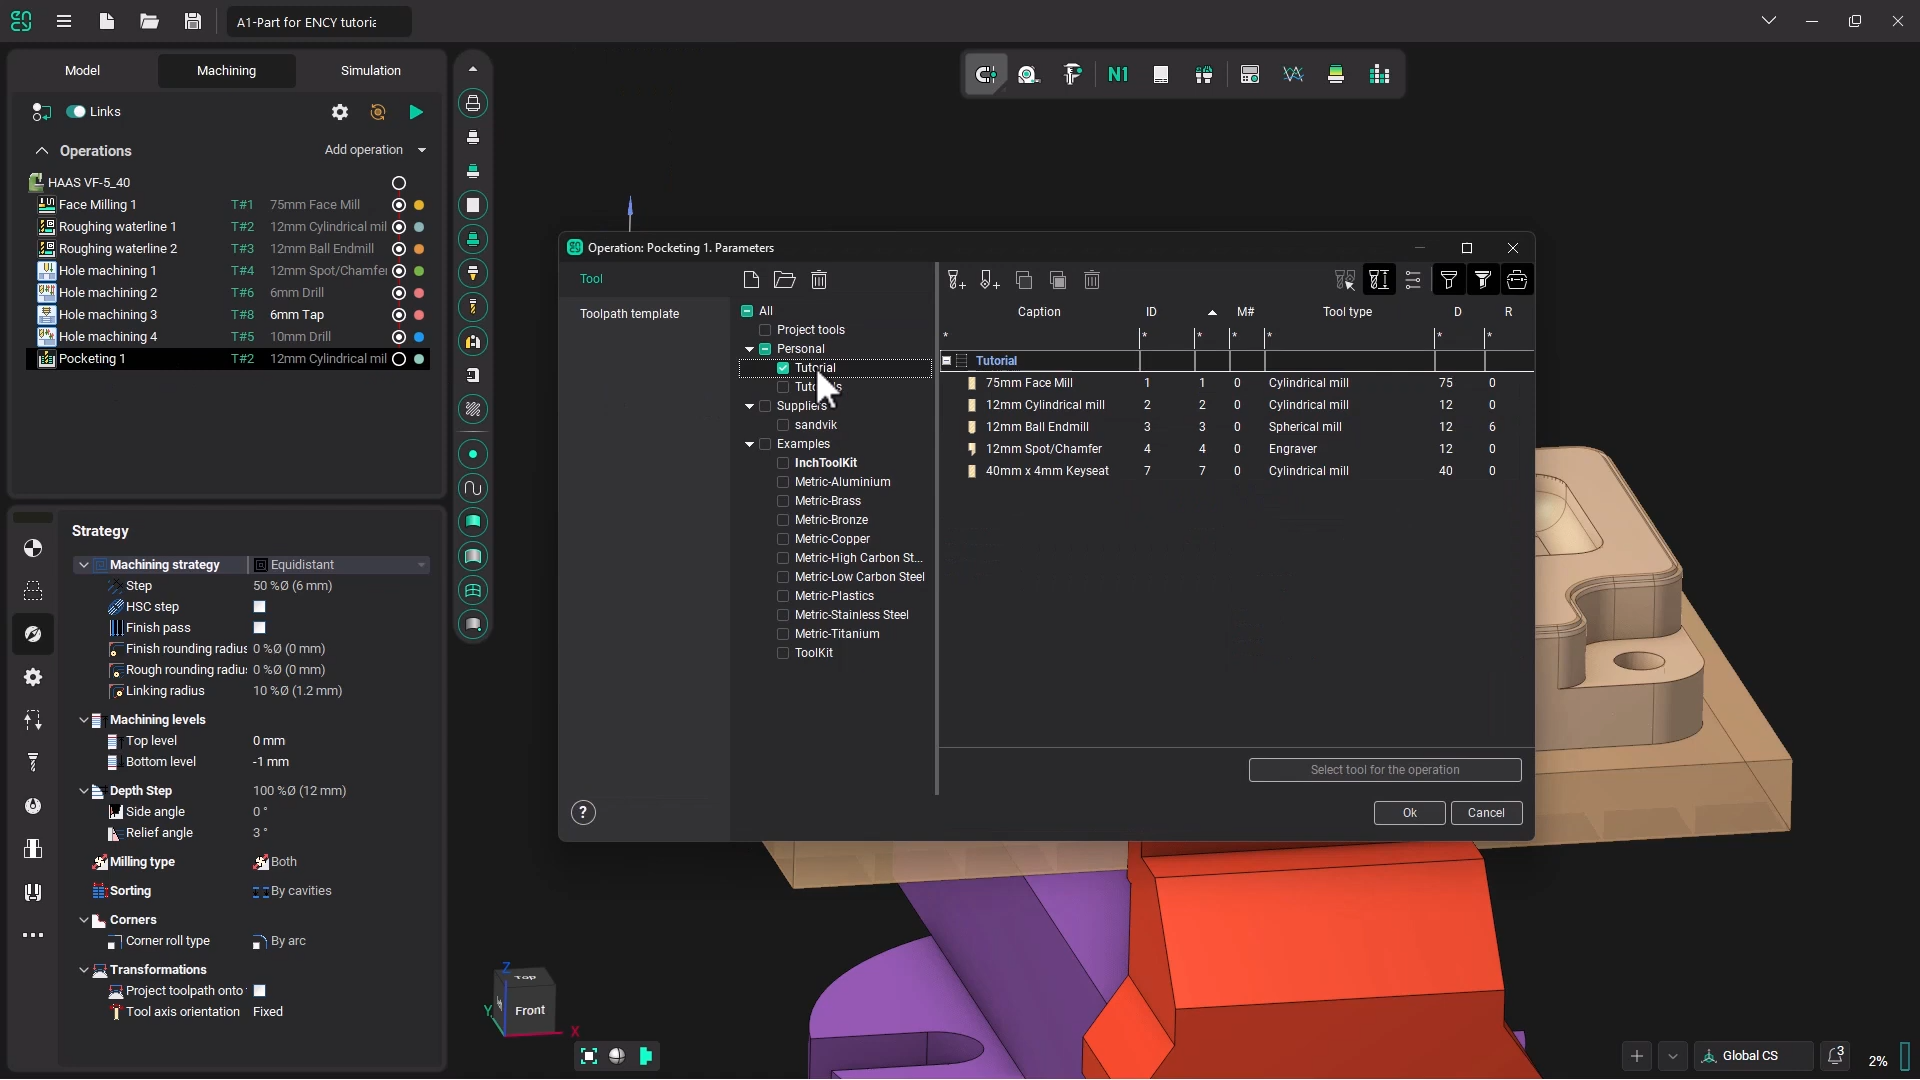 A1-Part for ENCY tutoria
Model
Machining
Simulation
Links
Operations
Add operation
HAAS VF-5_40
Face Milling 1 T#1 75mm Face Mill
Roughing waterline 1 T#2 12mm Cylindrical mil
Roughing waterline 2 T#3 12mm Ball Endmill
Hole machining 1 T#4 12mm Spot/Chamfe
Hole machining 2 T#6 6mm Drill
Hole machining 3 T#8 6mm Tap
Hole machining 4 T#5 10mm Drill
Pocketing 1 T#2 12mm Cylindrical mil
Strategy
Machining strategy Equidistant
Step 50 %Ø (6 mm)
HSC step
Finish pass
Finish rounding radiu 0 %Ø (0 mm)
Rough rounding radiu 0 %Ø (0 mm)
Linking radius 10 %Ø (1.2 mm)
Machining levels
Top level 0 mm
Bottom level -1 mm
Depth Step 100 %Ø (12 mm)
Side angle 0 °
Relief angle 3 °
Milling type Both
Sorting By cavities
Corners
Corner roll type By arc
Transformations
Project toolpath onto
Tool axis orientation Fixed
N1
Operation: Pocketing 1. Parameters
Tool
Toolpath template
All
Project tools
Personal
Tutorial
Suppliers
sandvik
Examples
InchToolKit
Metric-Aluminium
Metric-Brass
Metric-Bronze
Metric-Copper
Metric-High Carbon St...
Metric-Low Carbon Steel
Metric-Plastics
Metric-Stainless Steel
Metric-Titanium
ToolKit
Caption ID M# Tool type D R
* * * * * * *
Tutorial
75mm Face Mill 1 1 0 Cylindrical mill 75 0
12mm Cylindrical mill 2 2 0 Cylindrical mill 12 0
12mm Ball Endmill 3 3 0 Spherical mill 12 6
12mm Spot/Chamfer 4 4 0 Engraver 12 0
40mm x 4mm Keyseat 7 7 0 Cylindrical mill 40 0
Select tool for the operation
?
Ok
Cancel
Top
Front
Z
Y
X
Global CS
3
2%